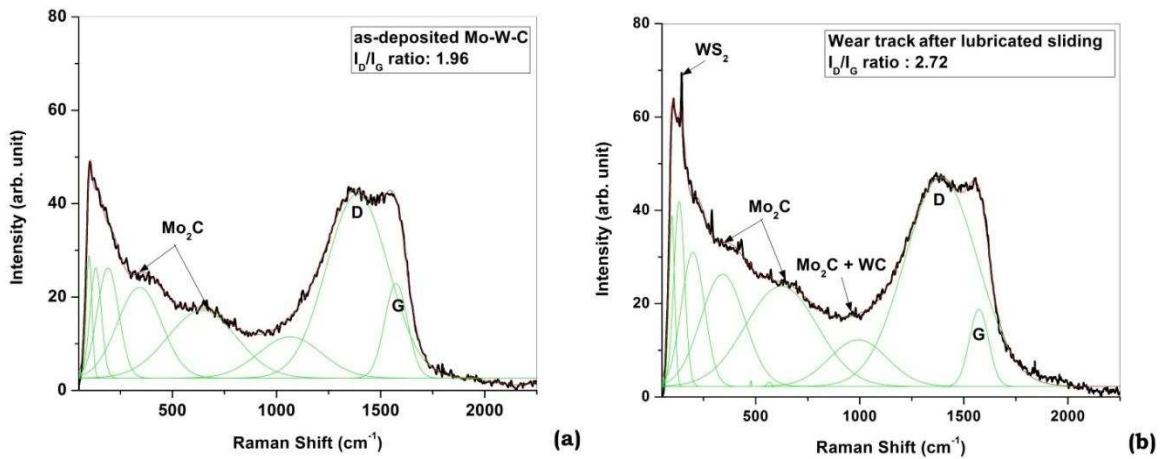 80
60
40
20
0
Intensity (arb. unit)
as-deposited Mo-W-C
I_D/I_G ratio: 1.96
Mo₂C
D
G
500
1000
1500
2000
Raman Shift (cm⁻¹)
(a)
80
60
40
20
0
Intensity (arb. unit)
WS₂
Wear track after lubricated sliding
I_D/I_G ratio : 2.72
Mo₂C
Mo₂C + WC
D
G
500
1000
1500
2000
Raman Shift (cm⁻¹)
(b)